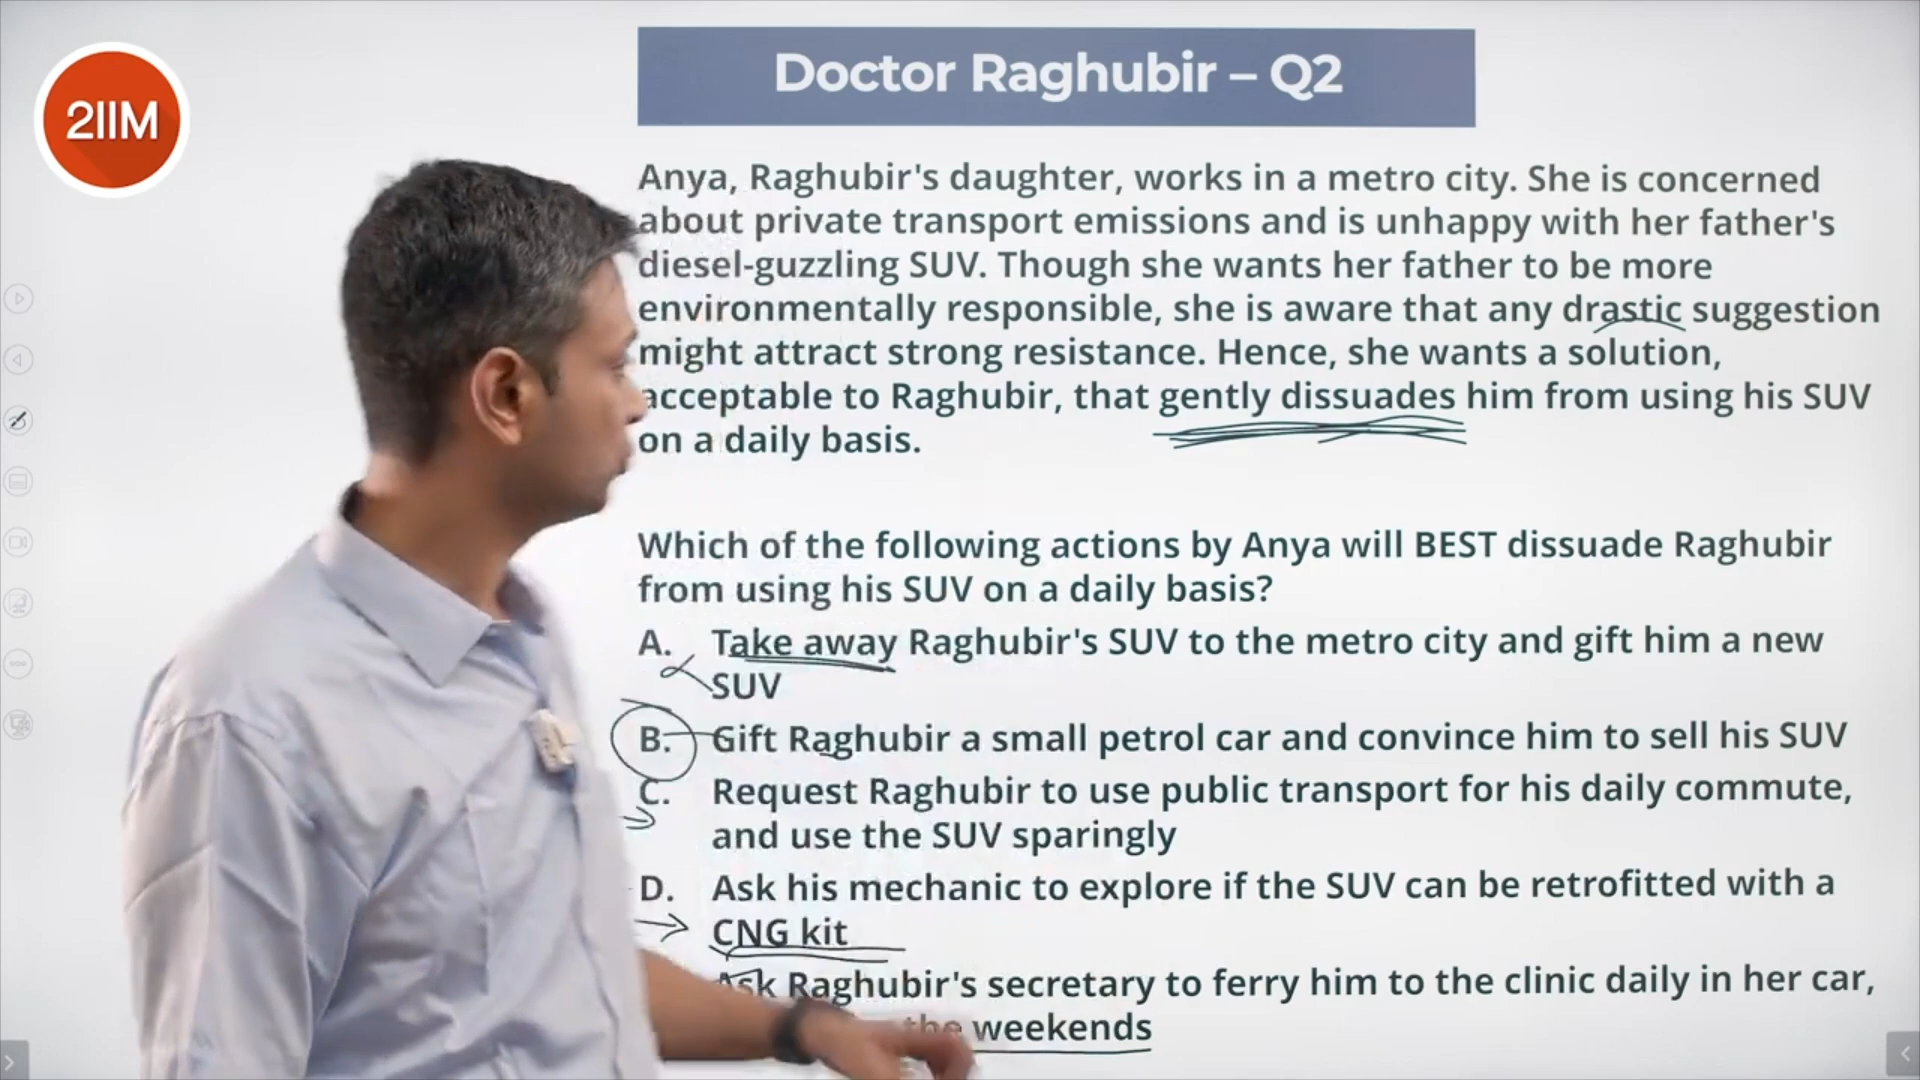 2IIM
Doctor Raghubir – Q2
Anya, Raghubir's daughter, works in a metro city. She is concerned
about private transport emissions and is unhappy with her father's
diesel-guzzling SUV. Though she wants her father to be more
environmentally responsible, she is aware that any drastic suggestion
might attract strong resistance. Hence, she wants a solution,
acceptable to Raghubir, that gently dissuades him from using his SUV
on a daily basis.
Which of the following actions by Anya will BEST dissuade Raghubir
from using his SUV on a daily basis?
A. Take away Raghubir's SUV to the metro city and gift him a new
SUV
B. Gift Raghubir a small petrol car and convince him to sell his SUV
C. Request Raghubir to use public transport for his daily commute,
and use the SUV sparingly
D. Ask his mechanic to explore if the SUV can be retrofitted with a
CNG kit
Ask Raghubir's secretary to ferry him to the clinic daily in her car,
the weekends